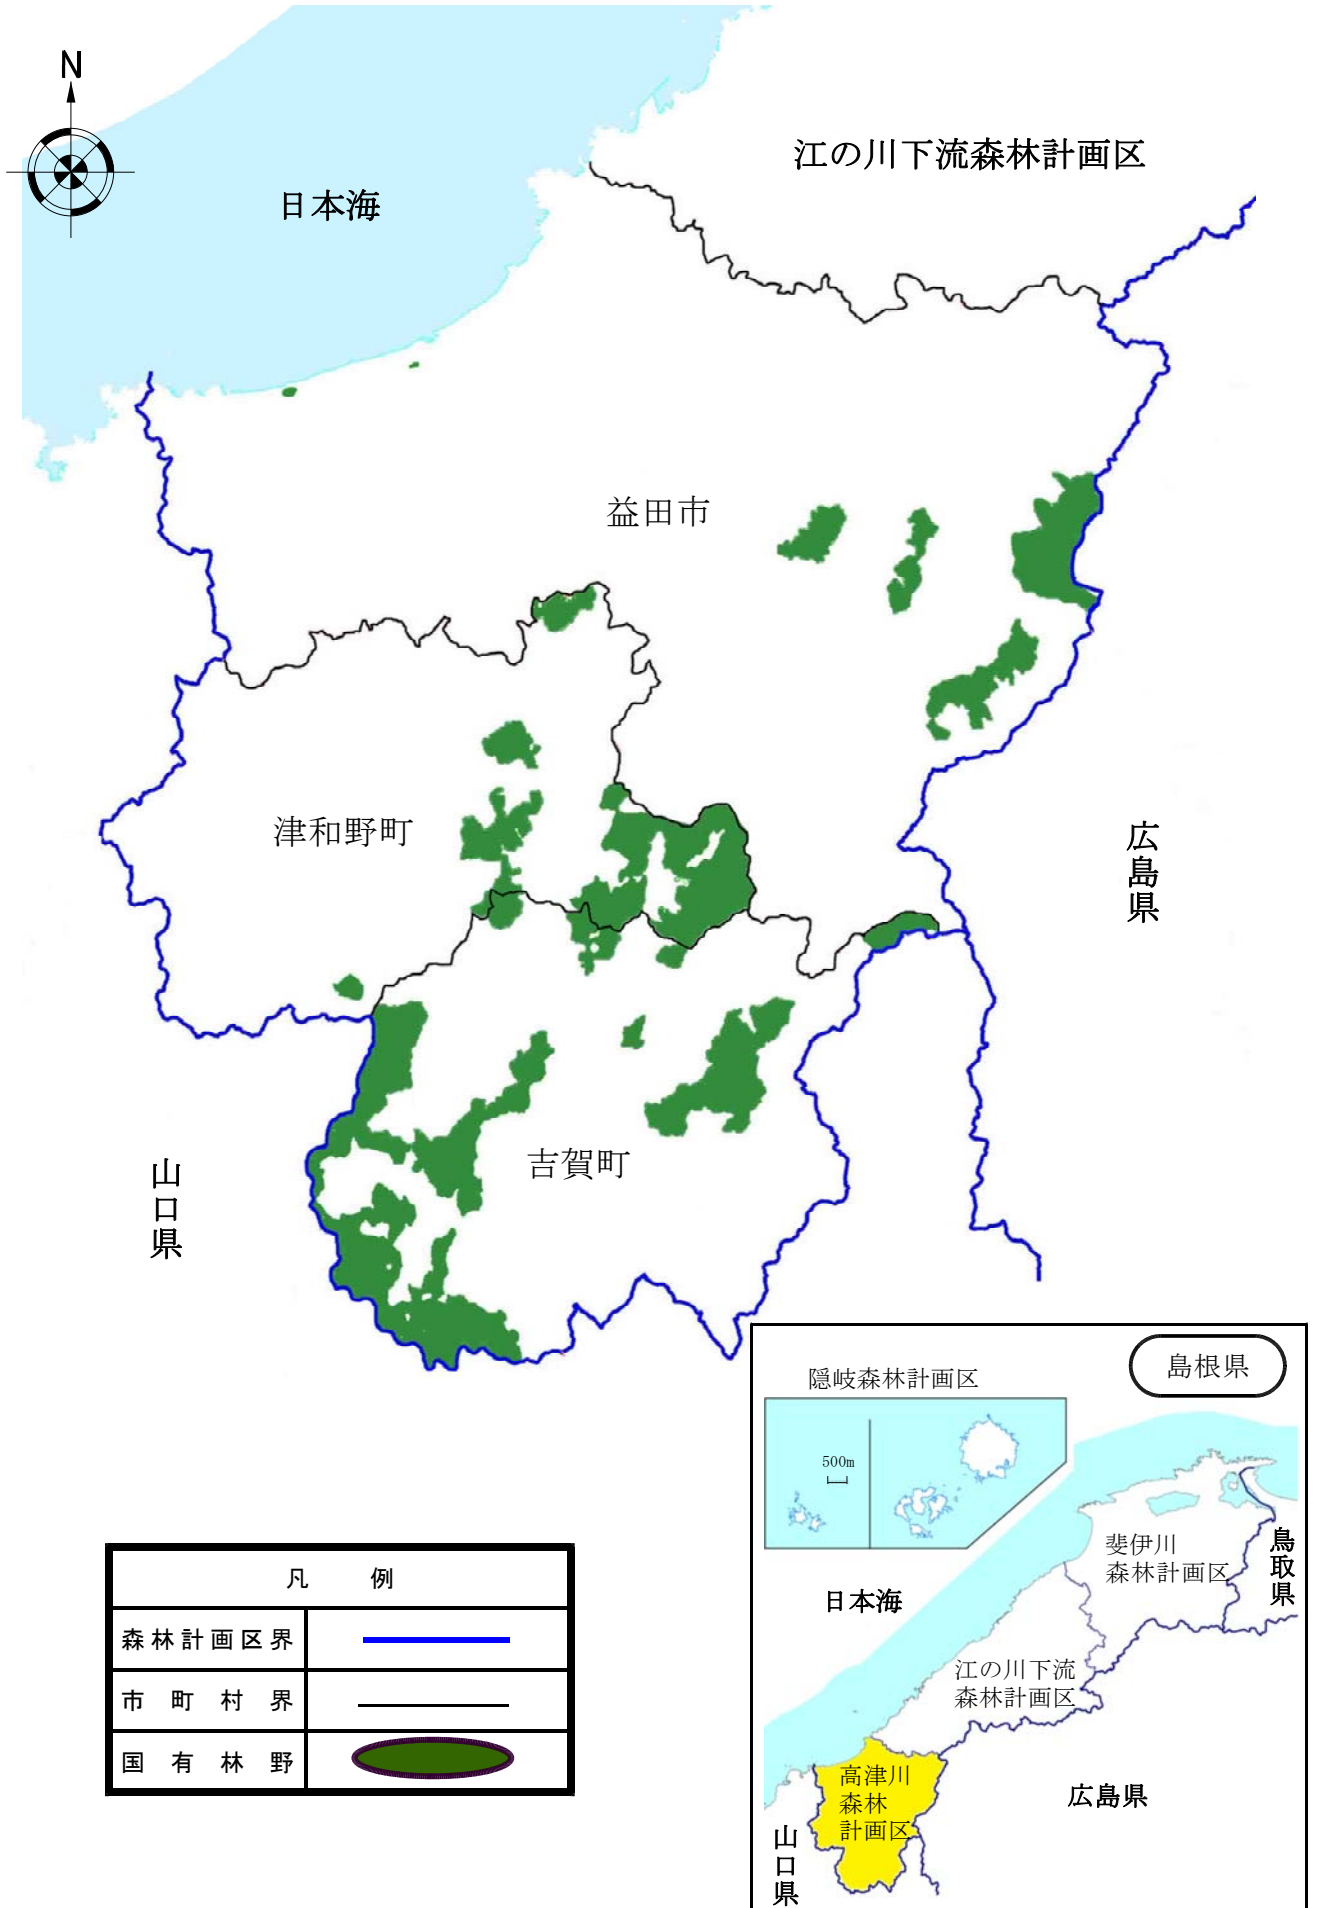 N
江の川下流森林計画区
日本海
益田市
津和野町
広島県
吉賀町
山口県
島根県
隠岐森林計画区
500m
斐伊川
森林計画区
鳥取県
日本海
江の川下流
森林計画区
高津川
森林
計画区
広島県
山口県
凡 例
森林計画区界
市町村界
国有林野